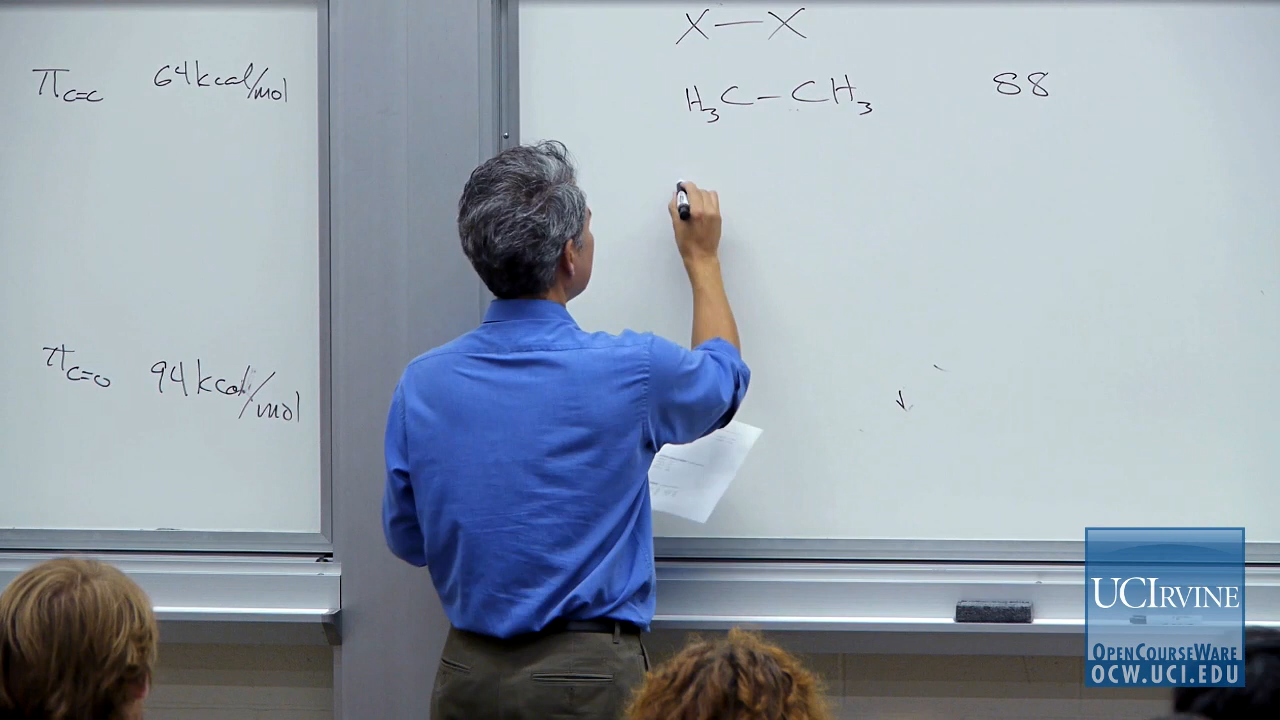 π C=C 64 kcal/mol
π C=O 94 kcal/mol
X — X
H₃C – CH₃ 88
UCIRVINE
OPENCOURSEWARE
OCW.UCI.EDU